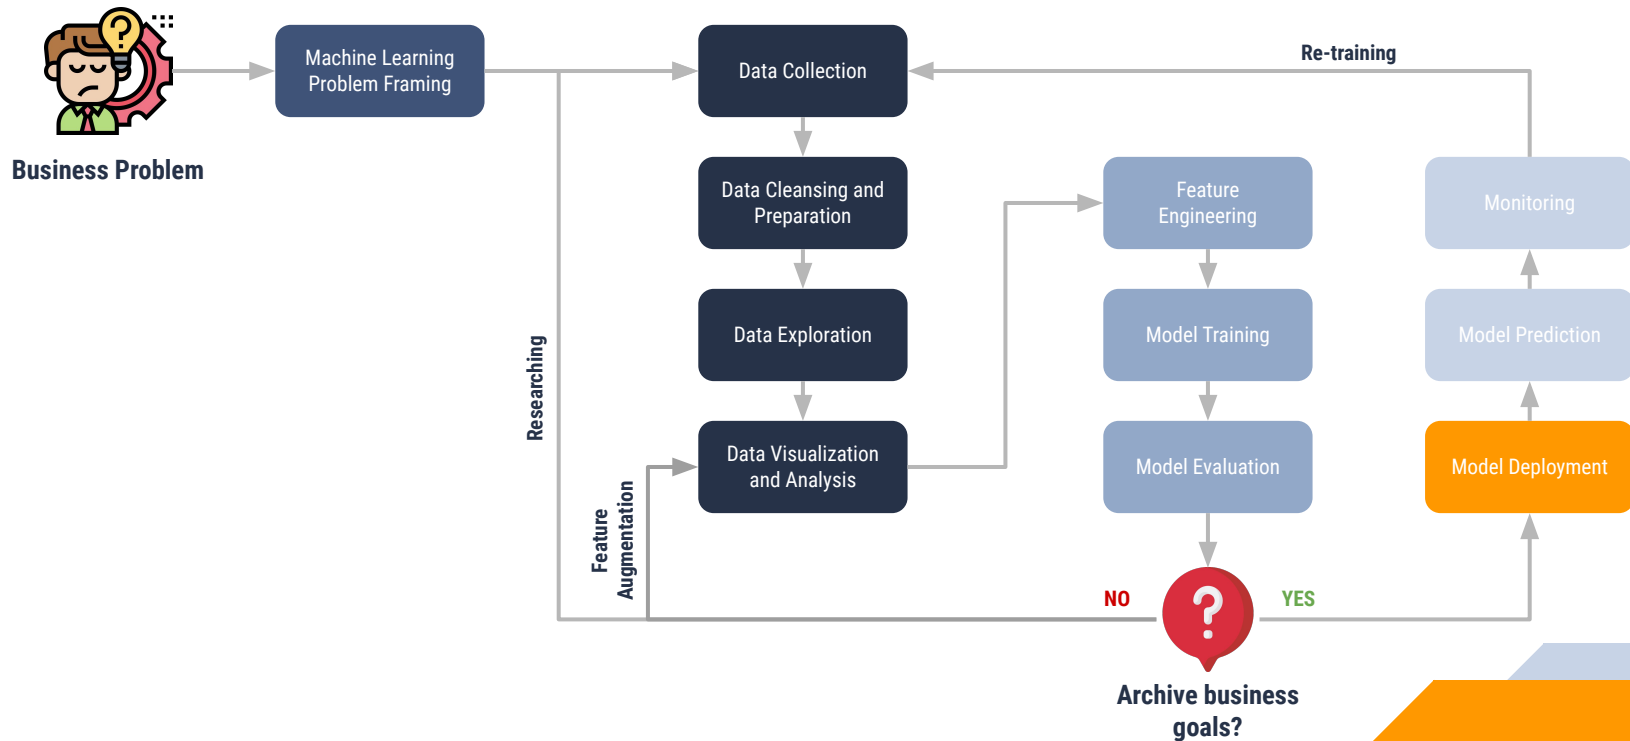 Business Problem
Machine Learning
Problem Framing
Researching
Data Collection
Data Cleansing and
Preparation
Data Exploration
Data Visualization
and Analysis
Feature
Augmentation
Feature
Engineering
Model Training
Model Evaluation
NO
YES
Archive business
goals?
Model Deployment
Model Prediction
Monitoring
Re-training